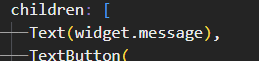 children: [
Text(widget.message),
TextButton(